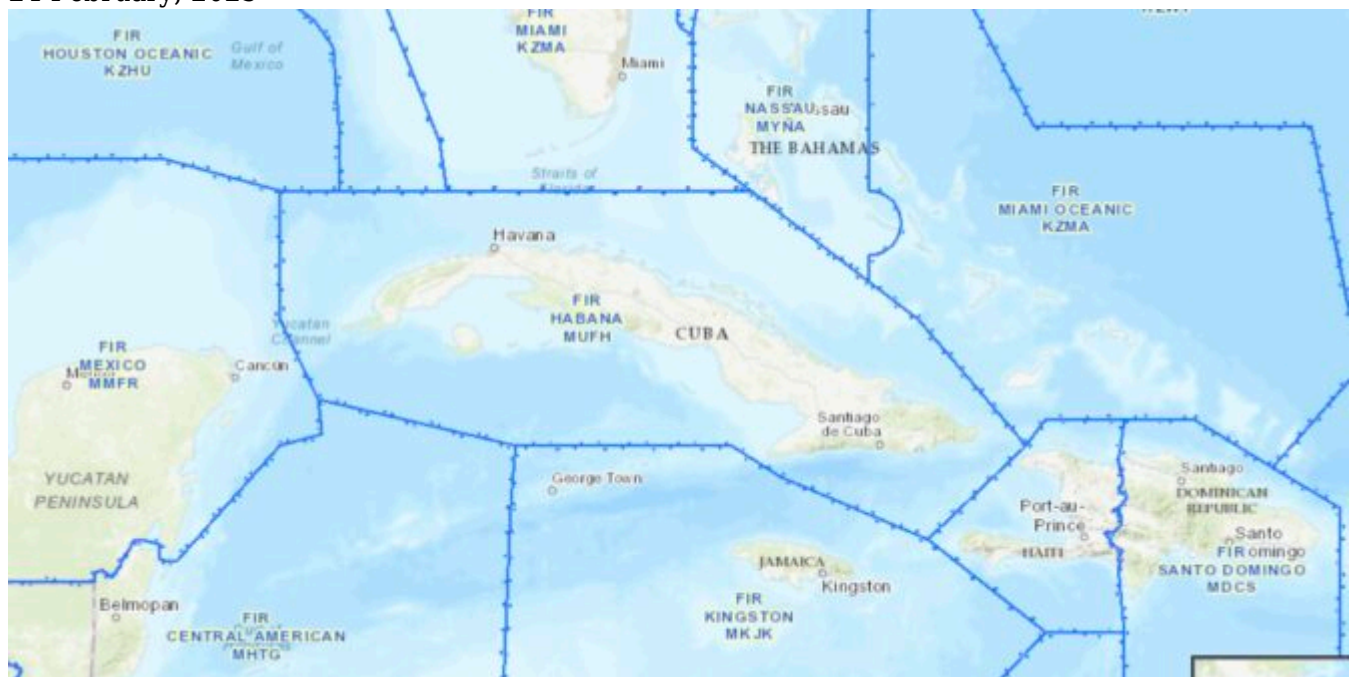 FIR
MIAMI
KZMA
FIR
HOUSTON OCEANIC
KZHU
Gulf of
Mexico
Miami
FIR
NASSAU
MYÑA
THE BAHAMAS
Straits of
FIR
MIAMI OCEANIC
KZMA
Havana
FIR
HABANA
MUFH
CUBA
Yucatan
Channel
FIR
MEXICO
MMFR
Cancún
Santiago
de Cuba
YUCATAN
PENINSULA
George Town
Santiago
DOMINICAN
REPUBLIC
Port-au-
Prince
HAITI
Santo
FIR omingo
SANTO DOMINGO
MDCS
JAMAICA
Kingston
FIR
KINGSTON
MKJK
Belmopan
FIR
CENTRAL AMERICAN
MHTG